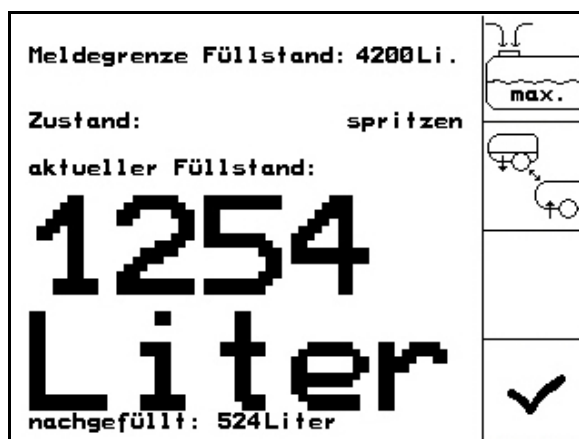 Meldegrenze Füllstand: 4200Li.
max.
Zustand: spritzen
aktueller Füllstand:
1254
Liter
nachgefüllt: 524Liter